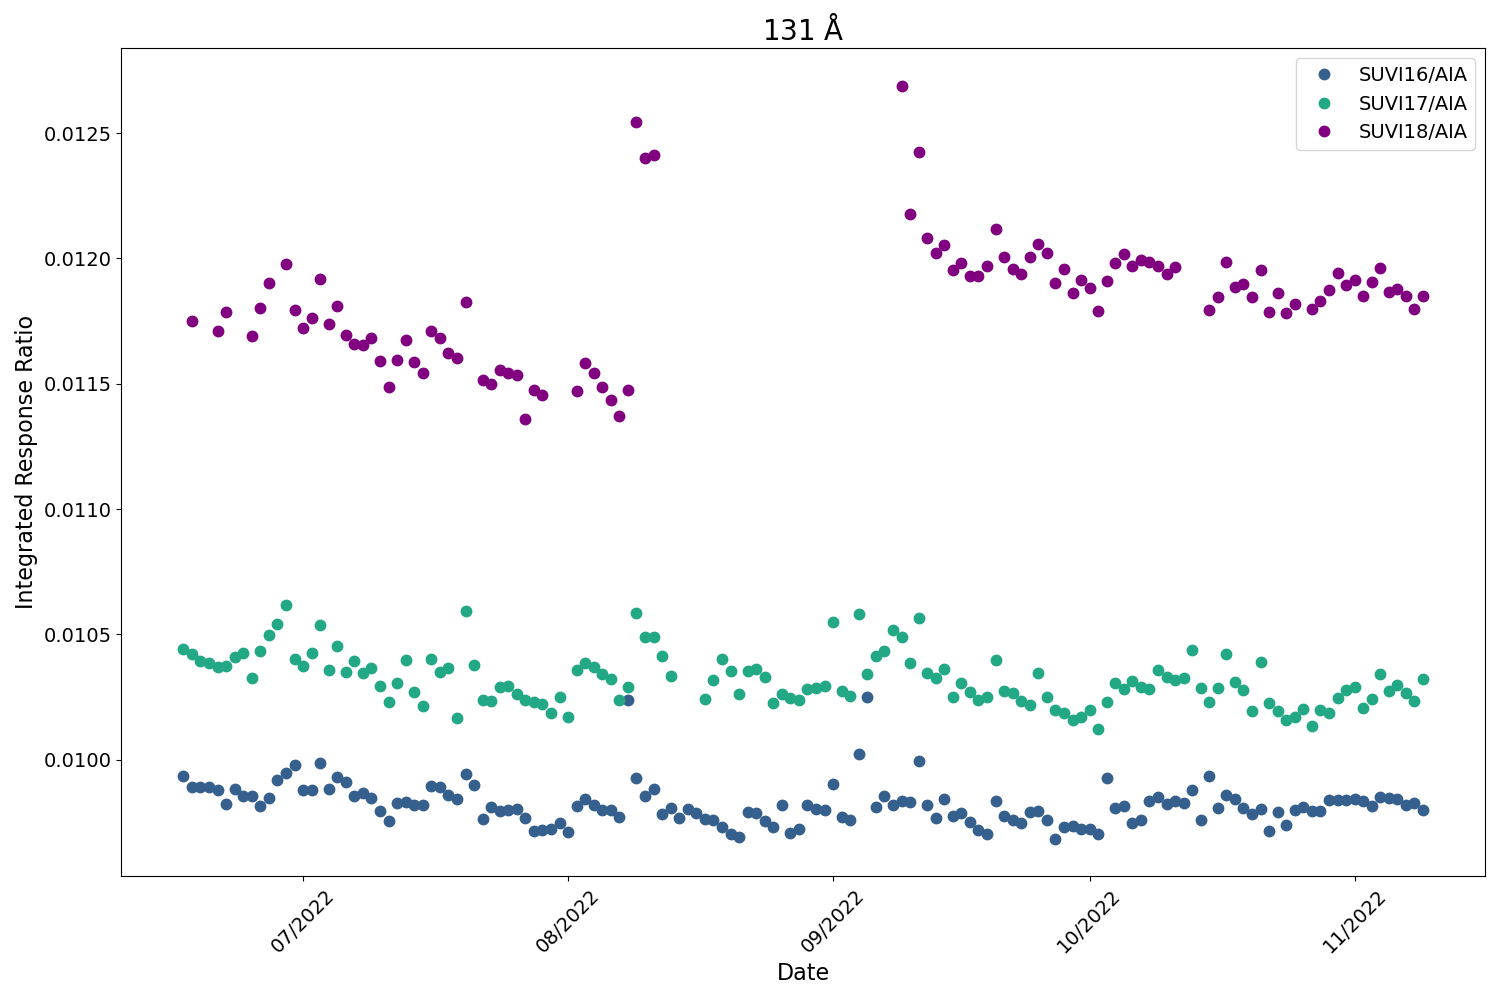 131 Å
SUVI16/AIA
SUVI17/AIA
SUVI18/AIA
Integrated Response Ratio
0.0125
0.0120
0.0115
0.0110
0.0105
0.0100
07/2022
08/2022
09/2022
10/2022
11/2022
Date